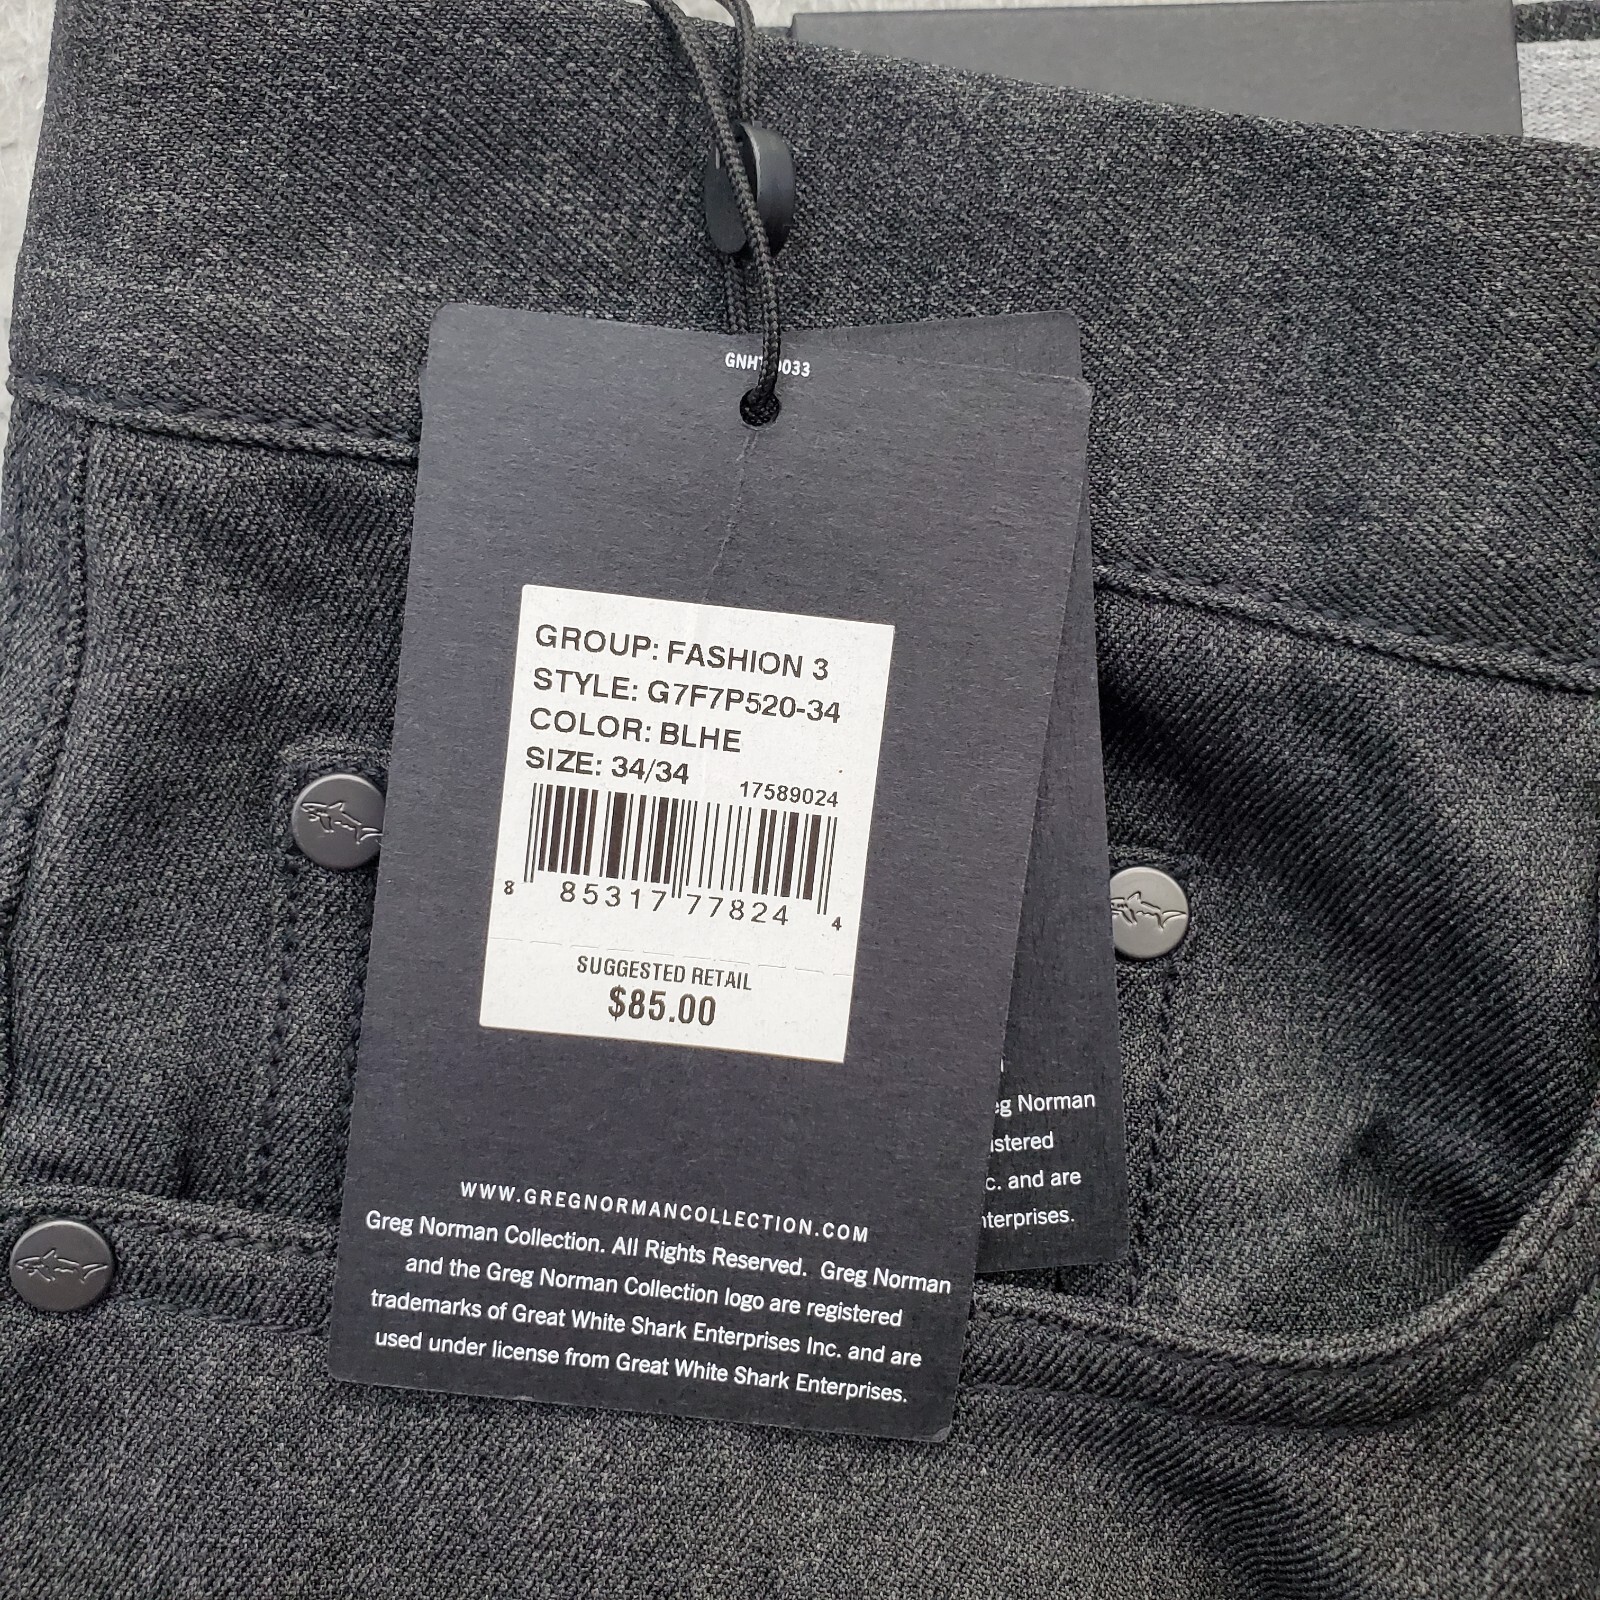 GROUP: FASHION 3
STYLE: G7F7P520-34
COLOR: BLHE
SIZE: 34/34
17589024
8 85317 77824 4
SUGGESTED RETAIL
$85.00
WWW.GREGNORMANCOLLECTION.COM
Greg Norman Collection. All Rights Reserved. Greg Norman
and the Greg Norman Collection logo are registered
trademarks of Great White Shark Enterprises Inc. and are
used under license from Great White Shark Enterprises.
Norman
and are